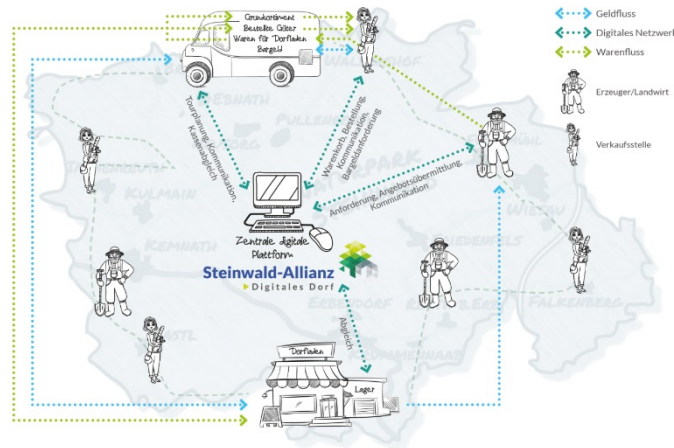 Grundsortiment
Bestellte Güter
Waren für Dorfladen
Bargeld
Geldfluss
Digitales Netzwerk
Warenfluss
Erzeuger/Landwirt
Verkaufsstelle
Tourplanung, Kommunikation,
Kassenabgleich
Warenkorb, Bestellung,
Kommunikation,
Bargeldanforderung
Anforderung, Angebotsübermittlung,
Kommunikation
Zentrale digitale
Plattform
Steinwald-Allianz
Digitales Dorf
Abgleich
Dorfladen
Lager
Ebnath
Kulmain
Kemnath
Erbendorf
Falkenberg
Wiesau